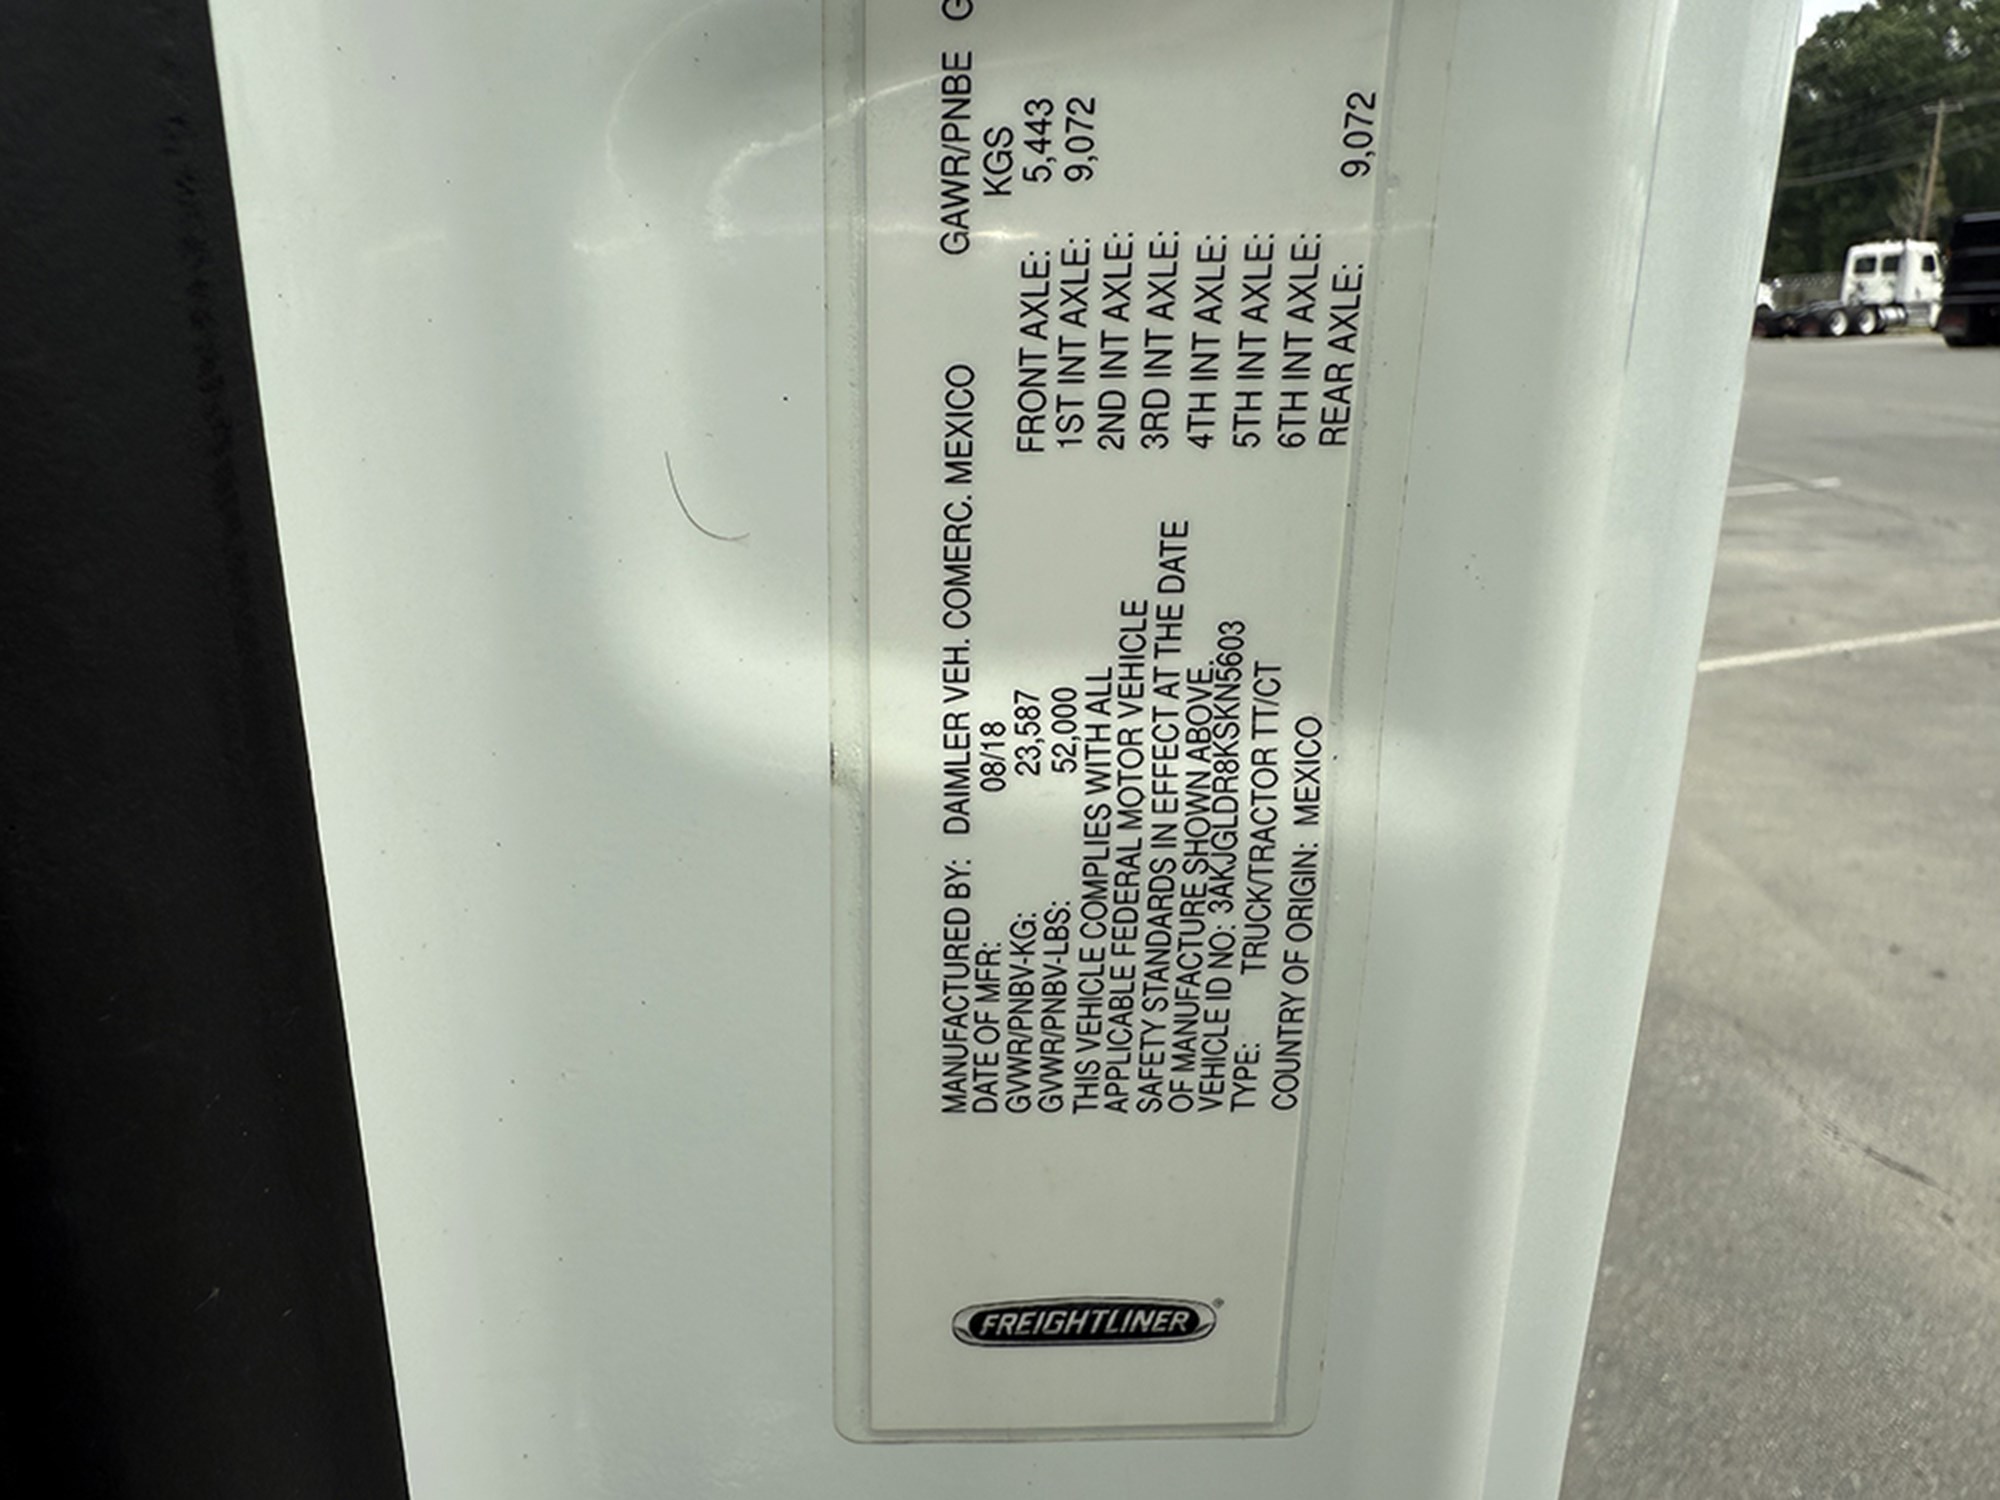 FREIGHTLINER®
MANUFACTURED BY: DAIMLER VEH. COMERC. MEXICO
DATE OF MFR: 08/18
GVWR/PNBV-KG: 23,587
GVWR/PNBV-LBS: 52,000
THIS VEHICLE COMPLIES WITH ALL
APPLICABLE FEDERAL MOTOR VEHICLE
SAFETY STANDARDS IN EFFECT AT THE DATE
OF MANUFACTURE SHOWN ABOVE.
VEHICLE ID NO: 3AKJGLDR8KSKN5603
TYPE: TRUCK/TRACTOR TT/CT
COUNTRY OF ORIGIN: MEXICO
GAWR/PNBE
KGS
FRONT AXLE: 5,443
1ST INT AXLE: 9,072
2ND INT AXLE:
3RD INT AXLE:
4TH INT AXLE:
5TH INT AXLE:
6TH INT AXLE:
REAR AXLE: 9,072